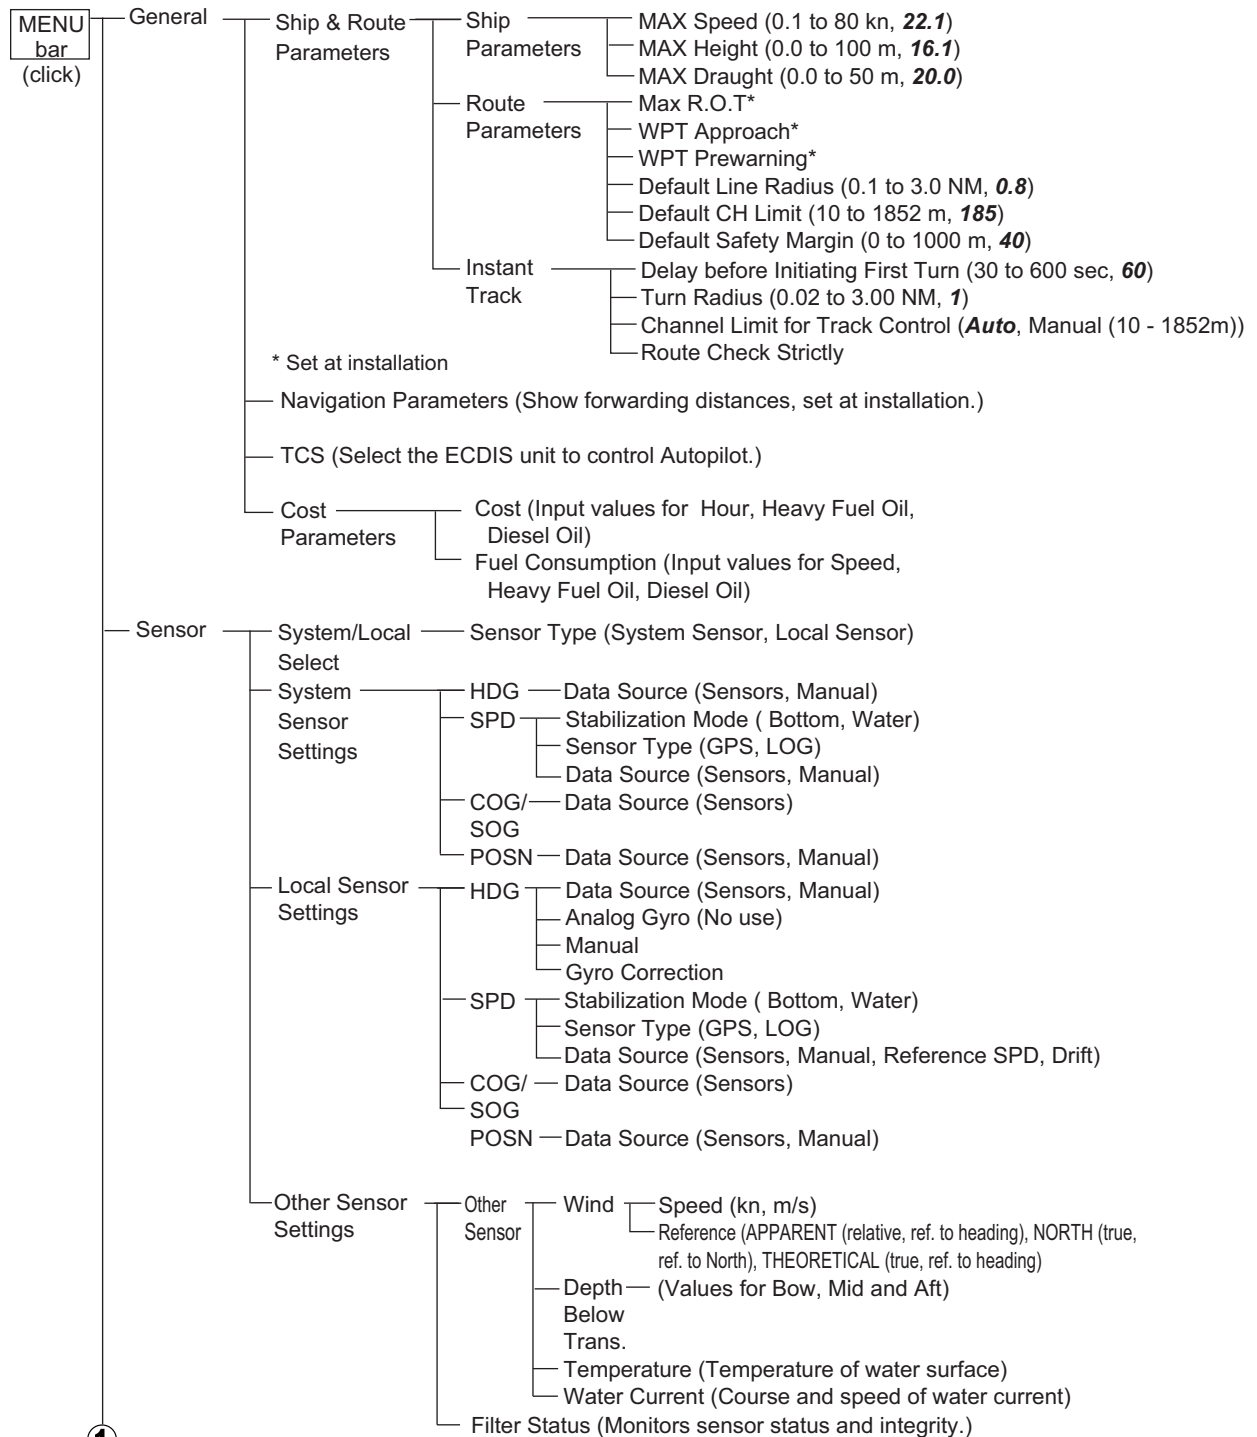 MENU
bar
(click)
General
Ship & Route
Parameters
Ship
Parameters
MAX Speed (0.1 to 80 kn, 22.1)
MAX Height (0.0 to 100 m, 16.1)
MAX Draught (0.0 to 50 m, 20.0)
Route
Parameters
Max R.O.T*
WPT Approach*
WPT Prewarning*
Default Line Radius (0.1 to 3.0 NM, 0.8)
Default CH Limit (10 to 1852 m, 185)
Default Safety Margin (0 to 1000 m, 40)
Instant
Track
Delay before Initiating First Turn (30 to 600 sec, 60)
Turn Radius (0.02 to 3.00 NM, 1)
Channel Limit for Track Control (Auto, Manual (10 - 1852m))
Route Check Strictly
* Set at installation
Navigation Parameters (Show forwarding distances, set at installation.)
TCS (Select the ECDIS unit to control Autopilot.)
Cost
Parameters
Cost (Input values for Hour, Heavy Fuel Oil,
Diesel Oil)
Fuel Consumption (Input values for Speed,
Heavy Fuel Oil, Diesel Oil)
Sensor
System/Local
Select
Sensor Type (System Sensor, Local Sensor)
System
Sensor
Settings
HDG
Data Source (Sensors, Manual)
SPD
Stabilization Mode ( Bottom, Water)
Sensor Type (GPS, LOG)
Data Source (Sensors, Manual)
COG/
SOG
Data Source (Sensors)
POSN
Data Source (Sensors, Manual)
Local Sensor
Settings
HDG
Data Source (Sensors, Manual)
Analog Gyro (No use)
Manual
Gyro Correction
SPD
Stabilization Mode ( Bottom, Water)
Sensor Type (GPS, LOG)
Data Source (Sensors, Manual, Reference SPD, Drift)
COG/
SOG
Data Source (Sensors)
POSN
Data Source (Sensors, Manual)
Other Sensor
Settings
Other
Sensor
Wind
Speed (kn, m/s)
Reference (APPARENT (relative, ref. to heading), NORTH (true,
ref. to North), THEORETICAL (true, ref. to heading)
Depth
Below
Trans.
(Values for Bow, Mid and Aft)
Temperature (Temperature of water surface)
Water Current (Course and speed of water current)
Filter Status (Monitors sensor status and integrity.)
1